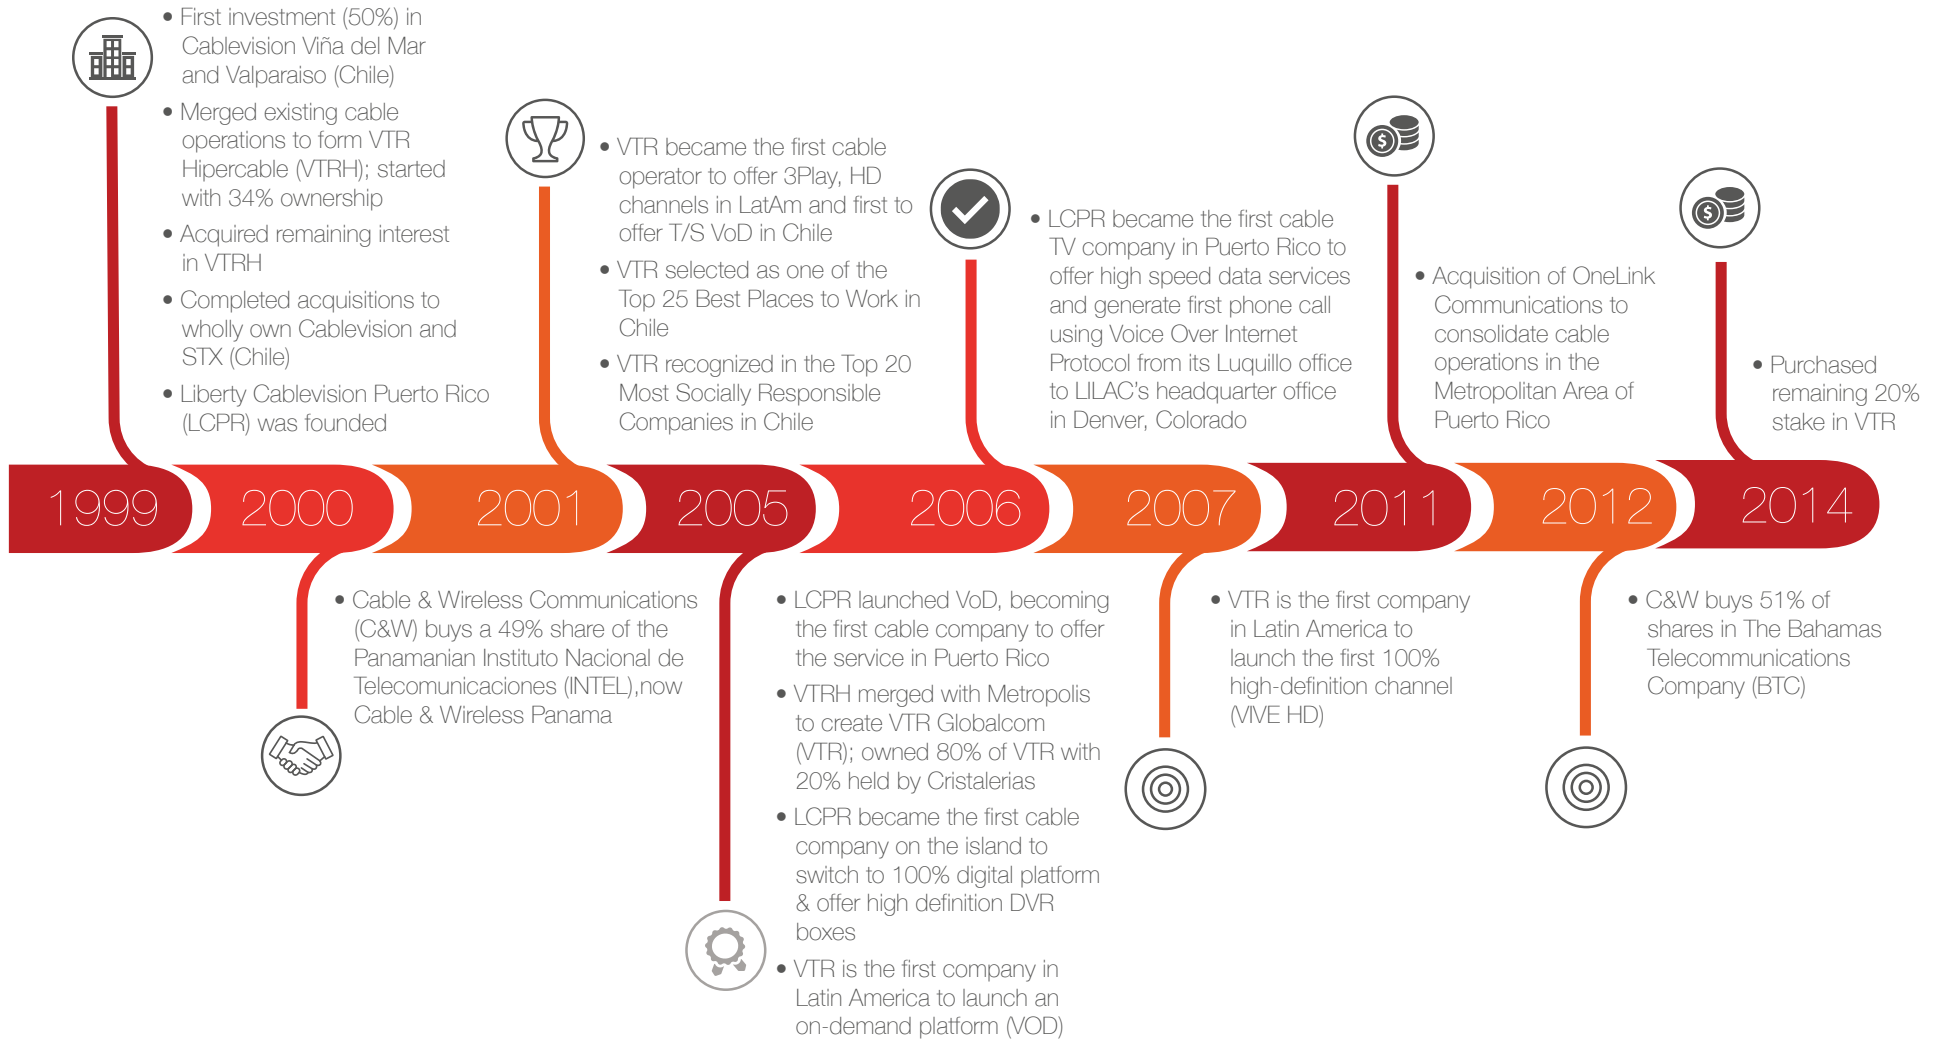 • First investment (50%) in
Cablevision Viña del Mar
and Valparaiso (Chile)
• Merged existing cable
operations to form VTR
Hipercable (VTRH); started
with 34% ownership
• Acquired remaining interest
in VTRH
• Completed acquisitions to
wholly own Cablevision and
STX (Chile)
• Liberty Cablevision Puerto Rico
(LCPR) was founded
• VTR became the first cable
operator to offer 3Play, HD
channels in LatAm and first to
offer T/S VoD in Chile
• VTR selected as one of the
Top 25 Best Places to Work in
Chile
• VTR recognized in the Top 20
Most Socially Responsible
Companies in Chile
• LCPR became the first cable
TV company in Puerto Rico to
offer high speed data services
and generate first phone call
using Voice Over Internet
Protocol from its Luquillo office
to LILAC's headquarter office
in Denver, Colorado
• Acquisition of OneLink
Communications to
consolidate cable
operations in the
Metropolitan Area of
Puerto Rico
• Purchased
remaining 20%
stake in VTR
1999
2000
2001
2005
2006
2007
2011
2012
2014
• Cable & Wireless Communications
(C&W) buys a 49% share of the
Panamanian Instituto Nacional de
Telecomunicaciones (INTEL),now
Cable & Wireless Panama
• LCPR launched VoD, becoming
the first cable company to offer
the service in Puerto Rico
• VTRH merged with Metropolis
to create VTR Globalcom
(VTR); owned 80% of VTR with
20% held by Cristalerias
• LCPR became the first cable
company on the island to
switch to 100% digital platform
& offer high definition DVR
boxes
• VTR is the first company in
Latin America to launch an
on-demand platform (VOD)
• VTR is the first company
in Latin America to
launch the first 100%
high-definition channel
(VIVE HD)
• C&W buys 51% of
shares in The Bahamas
Telecommunications
Company (BTC)